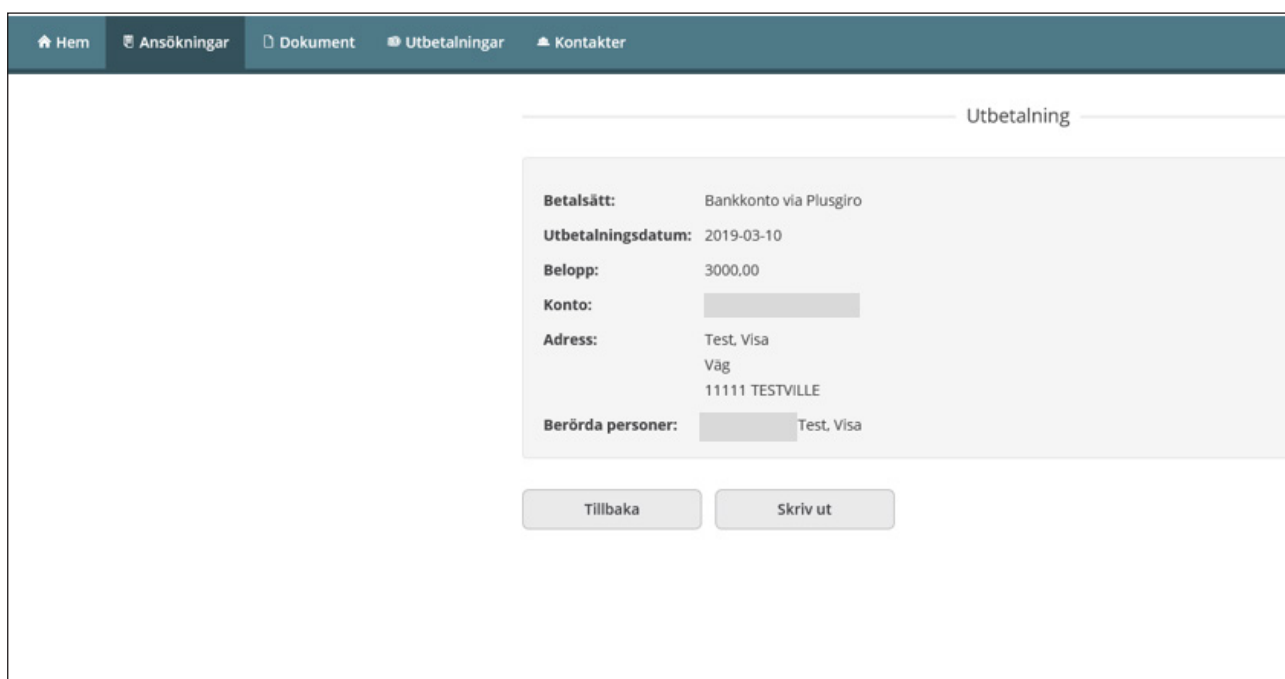 Hem Ansökningar Dokument Utbetalningar Kontakter
Utbetalning
Betalsätt: Bankkonto via Plusgiro
Utbetalningsdatum: 2019-03-10
Belopp: 3000,00
Konto:
Adress: Test, Visa
Väg
11111 TESTVILLE
Berörda personer: Test, Visa
Tillbaka Skriv ut